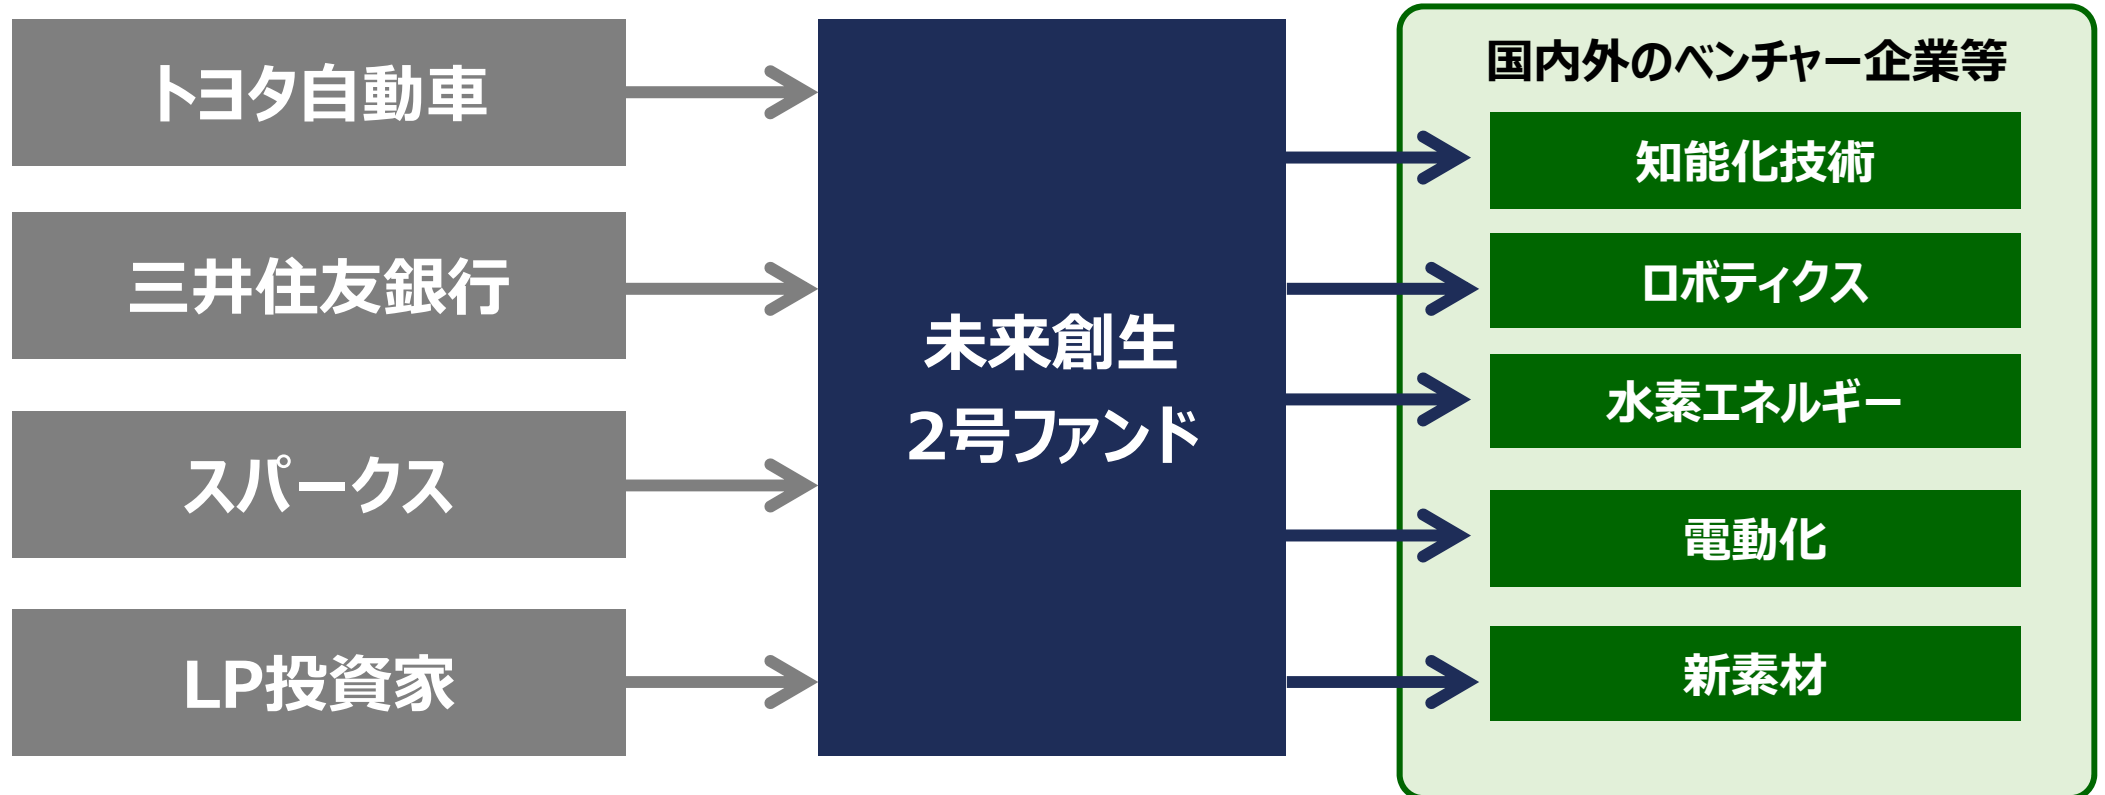 トヨタ自動車
三井住友銀行
スパークス
LP投資家
未来創生
2号ファンド
国内外のベンチャー企業等
知能化技術
ロボティクス
水素エネルギー
電動化
新素材